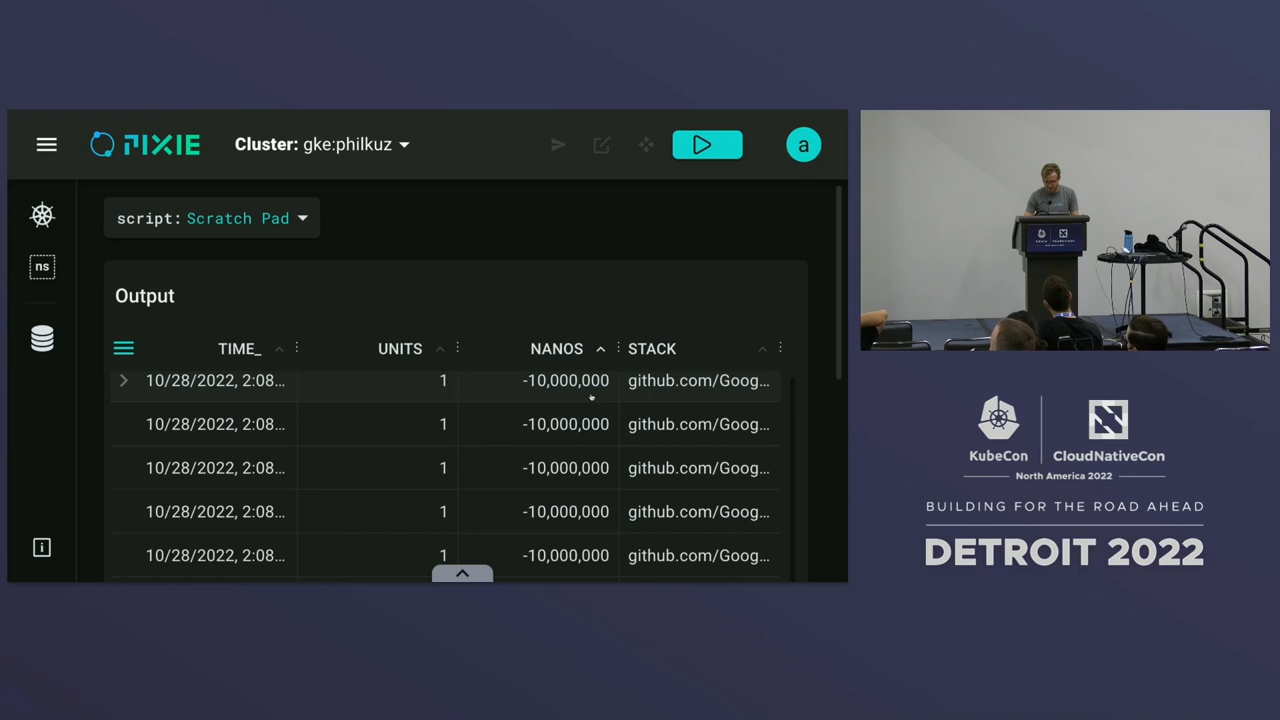 PIXIE
Cluster: gke:philkuz
a
script: Scratch Pad
ns
Output
TIME_ UNITS NANOS STACK
10/28/2022, 2:08... 1 -10,000,000 github.com/Goog...
10/28/2022, 2:08... 1 -10,000,000 github.com/Goog...
10/28/2022, 2:08... 1 -10,000,000 github.com/Goog...
10/28/2022, 2:08... 1 -10,000,000 github.com/Goog...
10/28/2022, 2:08... 1 -10,000,000 github.com/Goog...
KubeCon CloudNativeCon
North America 2022
BUILDING FOR THE ROAD AHEAD
DETROIT 2022